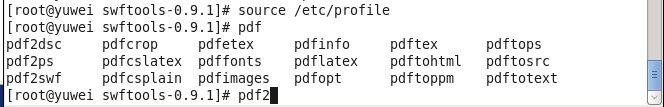 [root@yuwei swftools-0.9.1]# source /etc/profile
[root@yuwei swftools-0.9.1]# pdf
pdf2dsc pdfcrop pdfetex pdfinfo pdftex pdftops
pdf2ps pdfcslatex pdffonts pdflatex pdftohtml pdftosrc
pdf2swf pdfcsplain pdfimages pdfopt pdftoppm pdftotext
[root@yuwei swftools-0.9.1]# pdf2